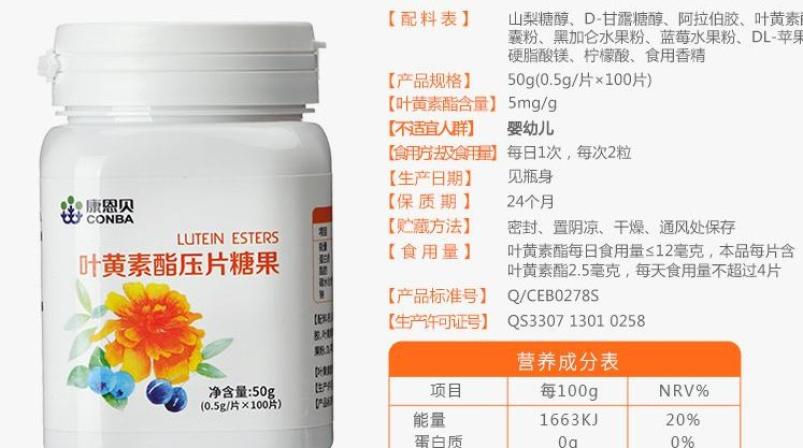 康恩贝
CONBA
LUTEIN ESTERS
叶黄素酯压片糖果
净含量:50g
(0.5g/片×100片)
【配料表】 山梨糖醇、D-甘露糖醇、阿拉伯胶、叶黄素
囊粉、黑加仑水果粉、蓝莓水果粉、DL-苹果
硬脂酸镁、柠檬酸、食用香精
【产品规格】 50g(0.5g/片×100片)
【叶黄素酯含量】 5mg/g
【不适宜人群】 婴幼儿
【食用方法及食用量】 每日1次，每次2粒
【生产日期】 见瓶身
【保质期】 24个月
【贮藏方法】 密封、置阴凉、干燥、通风处保存
【食用量】 叶黄素酯每日食用量≤12毫克，本品每片含
叶黄素酯2.5毫克，每天食用量不超过4片
【产品标准号】 Q/CEB0278S
【生产许可证号】 QS3307 1301 0258
营养成分表
项目 每100g NRV%
能量 1663KJ 20%
蛋白质 0g 0%